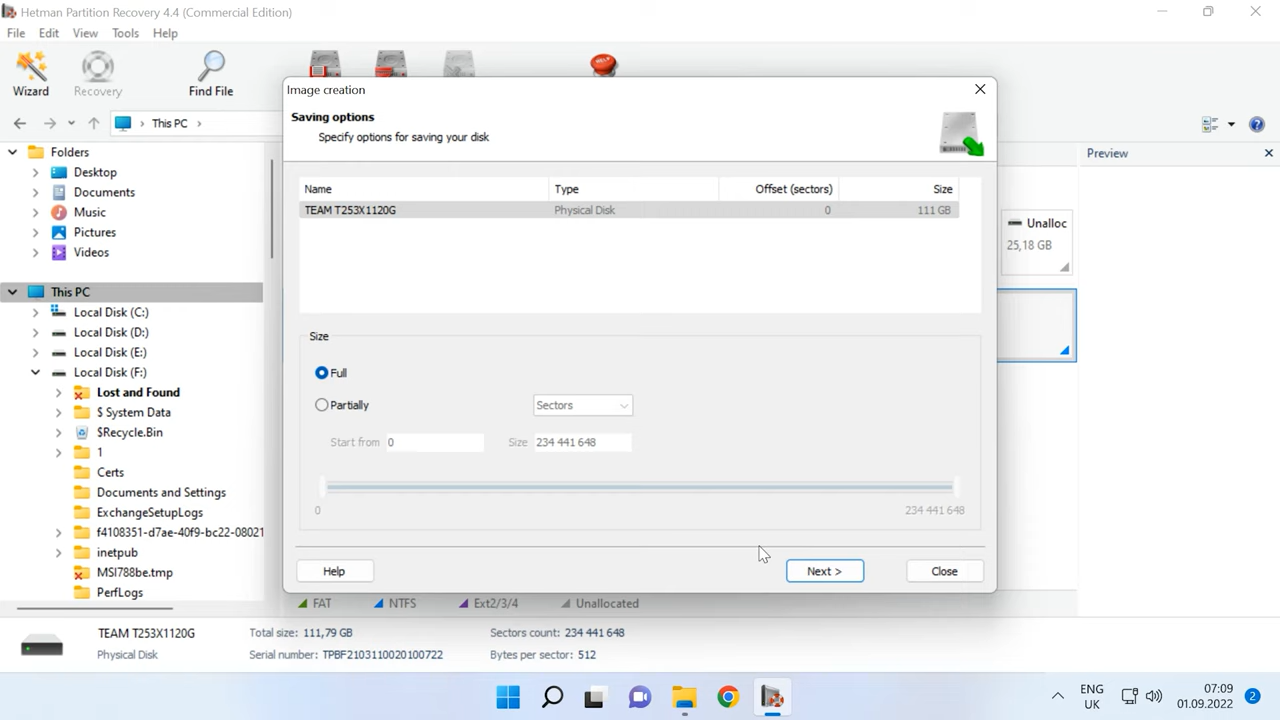 Hetman Partition Recovery 4.4 (Commercial Edition)
File Edit View Tools Help
Wizard Recovery Find File
HELP
This PC
Folders
Desktop
Documents
Music
Pictures
Videos
This PC
Local Disk (C:)
Local Disk (D:)
Local Disk (E:)
Local Disk (F:)
Lost and Found
$ System Data
$Recycle.Bin
1
Certs
Documents and Settings
ExchangeSetupLogs
f4108351-d7ae-40f9-bc22-08021
inetpub
MSI788be.tmp
PerfLogs
Image creation
Saving options
Specify options for saving your disk
Name Type Offset (sectors) Size
TEAM T253X1120G Physical Disk 0 111 GB
Size
Full
Partially Sectors
Start from 0 Size 234 441 648
0 234 441 648
Help Next > Close
Preview
Unalloc
25,18 GB
FAT NTFS Ext2/3/4 Unallocated
TEAM T253X1120G Total size: 111,79 GB Sectors count: 234 441 648
Physical Disk Serial number: TPBF2103110020100722 Bytes per sector: 512
ENG 07:09
UK 01.09.2022 2